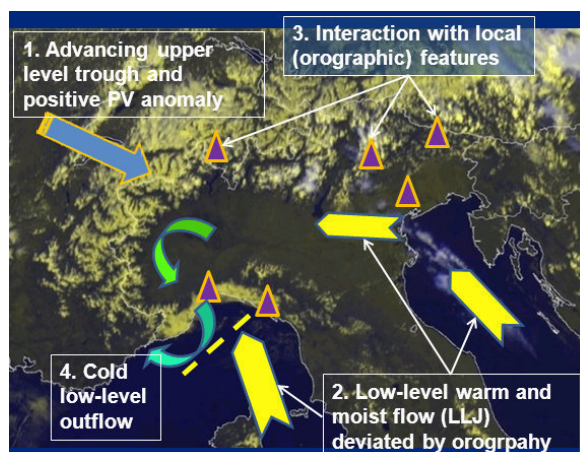 1. Advancing upper
level trough and
positive PV anomaly
3. Interaction with local
(orographic) features
4. Cold
low-level
outflow
2. Low-level warm and
moist flow (LLJ)
deviated by orogrpahy